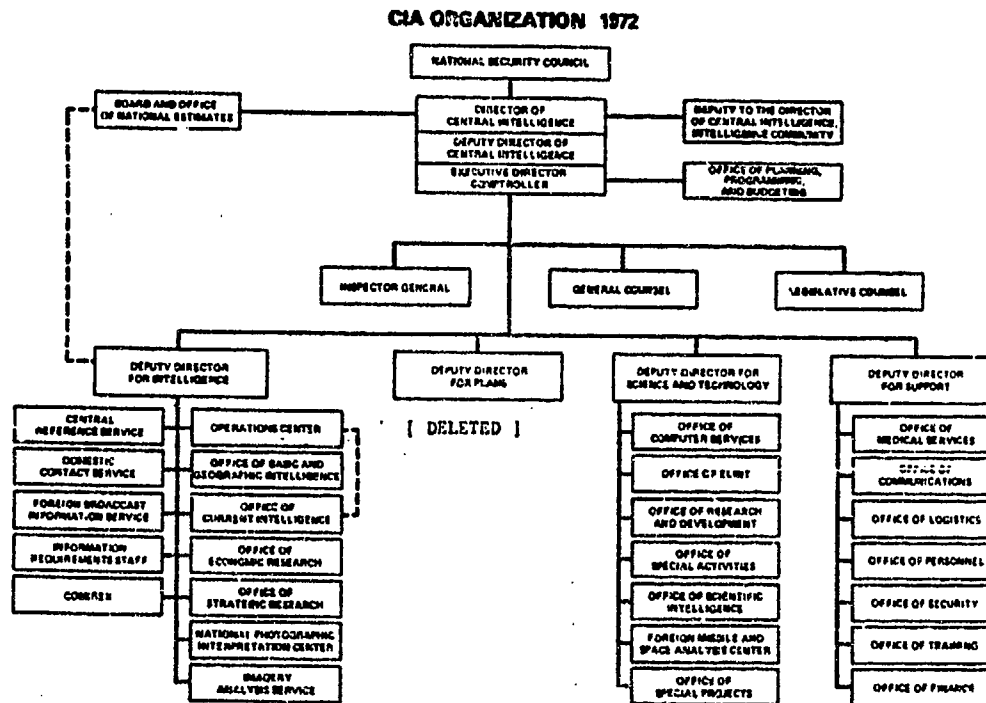 CIA ORGANIZATION 1972
NATIONAL SECURITY COUNCIL
BOARD AND OFFICE
OF NATIONAL ESTIMATES
DIRECTOR OF
CENTRAL INTELLIGENCE
DEPUTY TO THE DIRECTOR
OF CENTRAL INTELLIGENCE,
INTELLIGENCE COMMUNITY
DEPUTY DIRECTOR OF
CENTRAL INTELLIGENCE
EXECUTIVE DIRECTOR
COMPTROLLER
OFFICE OF PLANNING,
PROGRAMMING,
AND BUDGETING
INSPECTOR GENERAL
GENERAL COUNSEL
LEGISLATIVE COUNSEL
DEPUTY DIRECTOR
FOR INTELLIGENCE
DEPUTY DIRECTOR
FOR PLANS
DEPUTY DIRECTOR FOR
SCIENCE AND TECHNOLOGY
DEPUTY DIRECTOR
FOR SUPPORT
CENTRAL
REFERENCE SERVICE
DOMESTIC
CONTACT SERVICE
FOREIGN BROADCAST
INFORMATION SERVICE
INFORMATION
REQUIREMENTS STAFF
COMIREX
OPERATIONS CENTER
OFFICE OF BASIC AND
GEOGRAPHIC INTELLIGENCE
OFFICE OF
CURRENT INTELLIGENCE
OFFICE OF
ECONOMIC RESEARCH
OFFICE OF
STRATEGIC RESEARCH
NATIONAL PHOTOGRAPHIC
INTERPRETATION CENTER
IMAGERY
ANALYSIS SERVICE
[ DELETED ]
OFFICE OF
COMPUTER SERVICES
OFFICE OF ELINT
OFFICE OF RESEARCH
AND DEVELOPMENT
OFFICE OF
SPECIAL ACTIVITIES
OFFICE OF SCIENTIFIC
INTELLIGENCE
FOREIGN MISSILE AND
SPACE ANALYSIS CENTER
OFFICE OF
SPECIAL PROJECTS
OFFICE OF
MEDICAL SERVICES
OFFICE OF
COMMUNICATIONS
OFFICE OF LOGISTICS
OFFICE OF PERSONNEL
OFFICE OF SECURITY
OFFICE OF TRAINING
OFFICE OF FINANCE